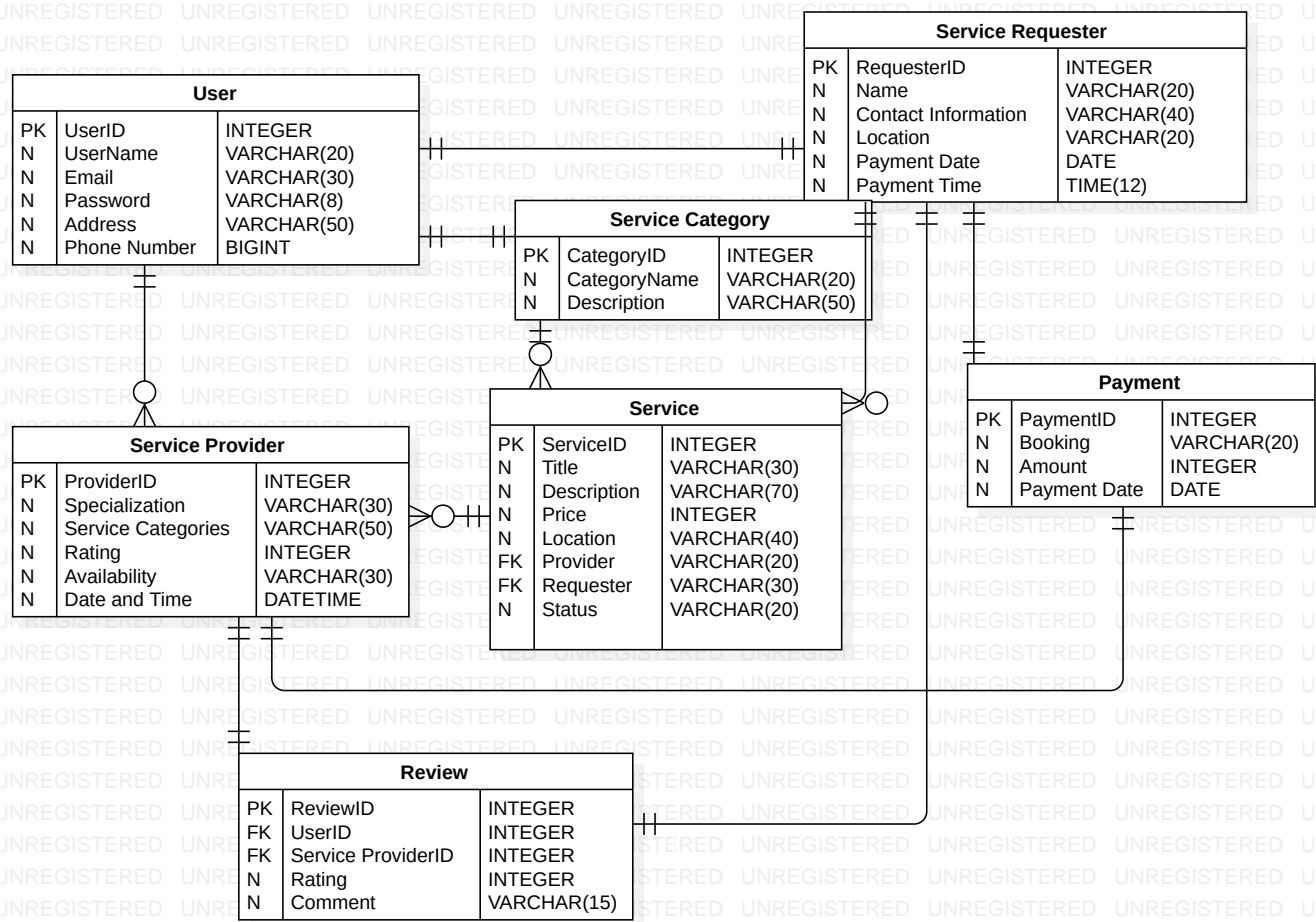 Service Requester
PK RequesterID INTEGER
N Name VARCHAR(20)
N Contact Information VARCHAR(40)
N Location VARCHAR(20)
N Payment Date DATE
N Payment Time TIME(12)
User
PK UserID INTEGER
N UserName VARCHAR(20)
N Email VARCHAR(30)
N Password VARCHAR(8)
N Address VARCHAR(50)
N Phone Number BIGINT
Service Category
PK CategoryID INTEGER
N CategoryName VARCHAR(20)
N Description VARCHAR(50)
Payment
PK PaymentID INTEGER
N Booking VARCHAR(20)
N Amount INTEGER
N Payment Date DATE
Service
PK ServiceID INTEGER
N Title VARCHAR(30)
N Description VARCHAR(70)
N Price INTEGER
N Location VARCHAR(40)
FK Provider VARCHAR(20)
FK Requester VARCHAR(30)
N Status VARCHAR(20)
Service Provider
PK ProviderID INTEGER
N Specialization VARCHAR(30)
N Service Categories VARCHAR(50)
N Rating INTEGER
N Availability VARCHAR(30)
N Date and Time DATETIME
Review
PK ReviewID INTEGER
FK UserID INTEGER
FK Service ProviderID INTEGER
N Rating INTEGER
N Comment VARCHAR(15)
UNREGISTERED